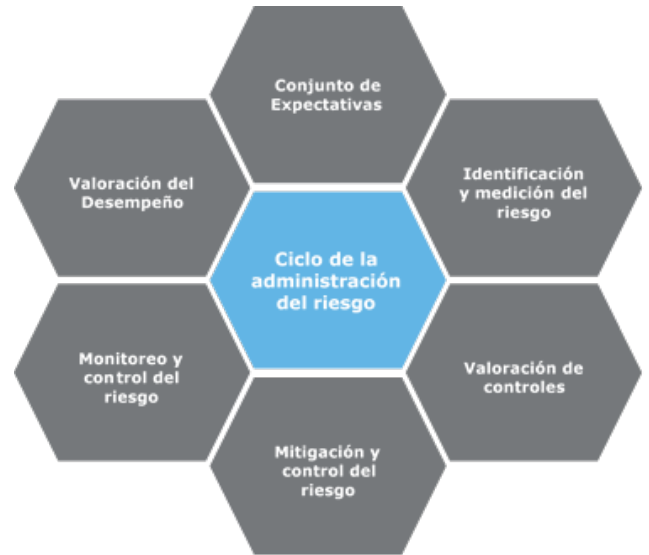 Conjunto de
Expectativas
Identificación
y medición del
riesgo
Valoración de
controles
Mitigación y
control del
riesgo
Monitoreo y
control del
riesgo
Valoración del
Desempeño
Ciclo de la
administración
del riesgo